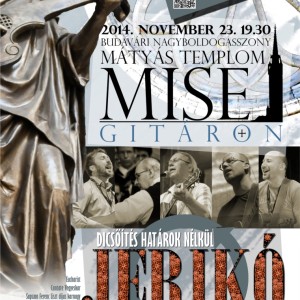 2014. NOVEMBER 23. 19.30
BUDAVÁRI NAGYBOLDOGASSZONY
MÁTYÁS TEMPLOM
MISE
GITÁRON
DICSŐÍTÉS HATÁROK NÉLKÜL
JERIKÓ